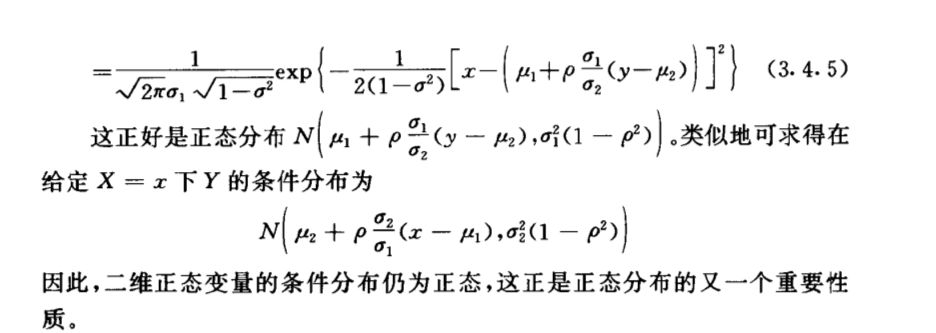 =\frac{1}{\sqrt{2\pi}\sigma_1\sqrt{1-\sigma^2}}\exp\left\{-\frac{1}{2(1-\sigma^2)}\left[x-\left(\mu_1+\rho\frac{\sigma_1}{\sigma_2}(y-\mu_2)\right)\right]^2\right\} (3.4.5)
这正好是正态分布 N\left(\mu_1+\rho\frac{\sigma_1}{\sigma_2}(y-\mu_2),\sigma_1^2(1-\rho^2)\right)。类似地可求得在
给定 X = x 下 Y 的条件分布为
N\left(\mu_2+\rho\frac{\sigma_2}{\sigma_1}(x-\mu_1),\sigma_2^2(1-\rho^2)\right)
因此,二维正态变量的条件分布仍为正态,这正是正态分布的又一个重要性
质。